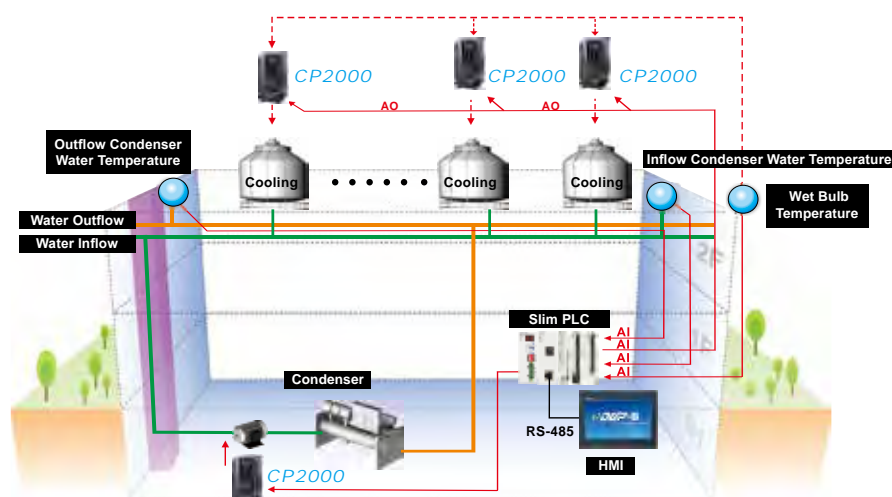 CP2000
CP2000
CP2000
AO
AO
Outflow Condenser
Water Temperature
Inflow Condenser Water Temperature
Cooling
Cooling
Cooling
Wet Bulb
Temperature
Water Outflow
Water Inflow
2F
Slim PLC
AI
AI
AI
AI
Condenser
RS-485
HMI
CP2000